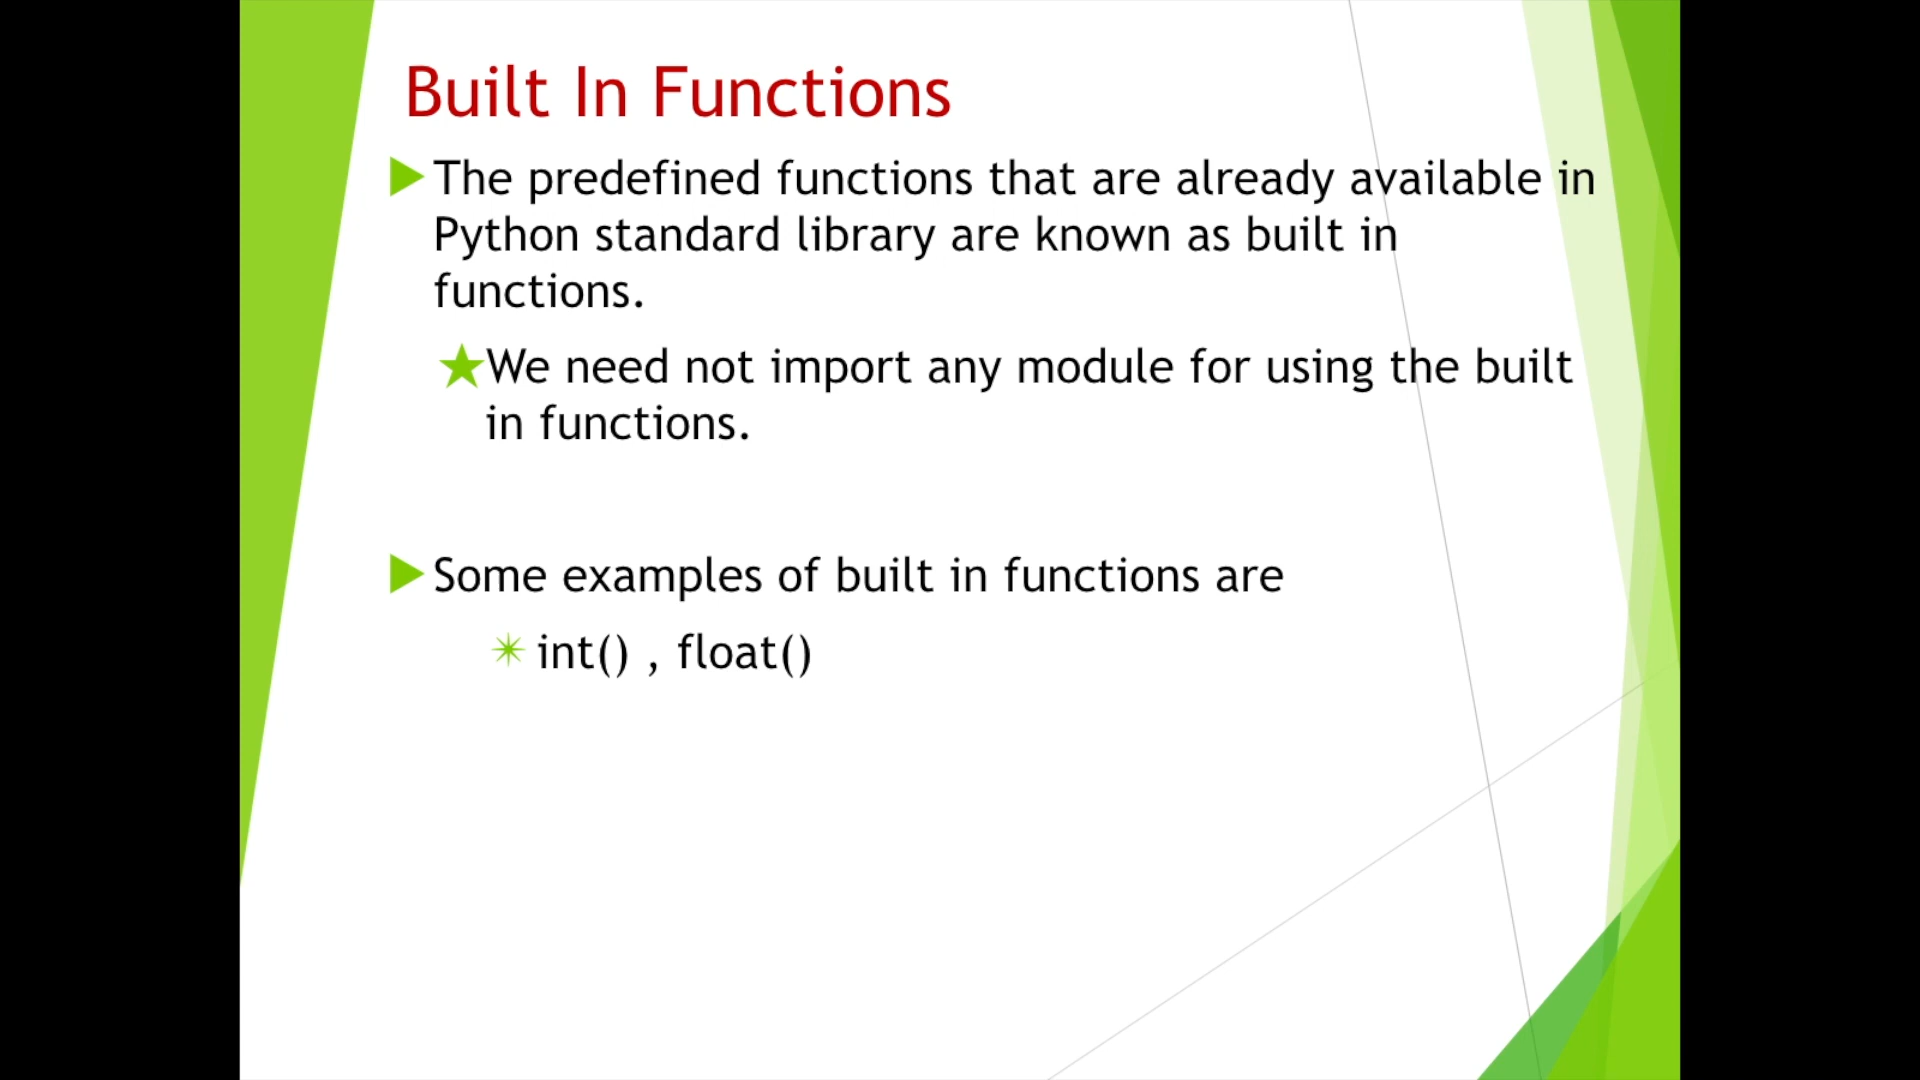 Built In Functions
The predefined functions that are already available in
Python standard library are known as built in
functions.
We need not import any module for using the built
in functions.
Some examples of built in functions are
int() , float()